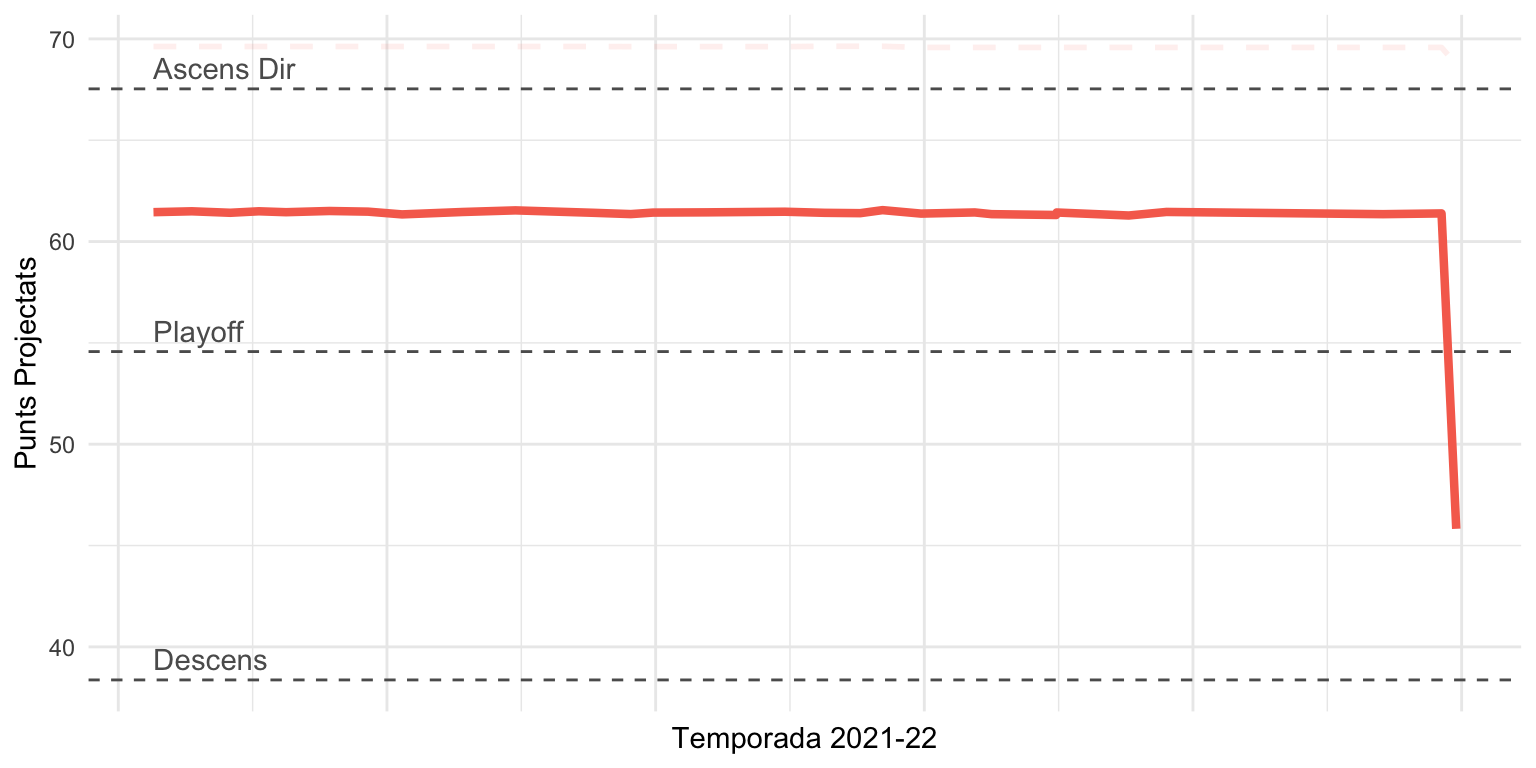 70
Ascens Dir
60
Playoff
50
40
Descens
Punts Projectats
Temporada 2021-22